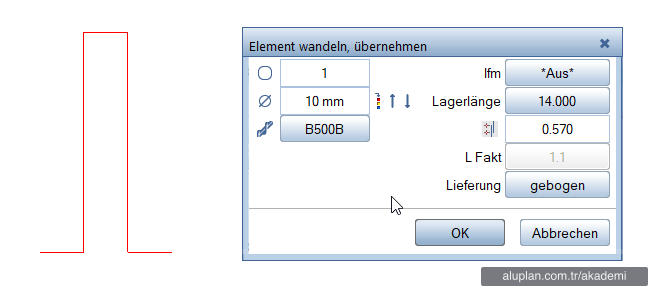 Element wandeln, übernehmen
1
lfm
*Aus*
10 mm
Lagerlänge
14.000
B500B
0.570
L Fakt
1.1
Lieferung
gebogen
OK
Abbrechen
aluplan.com.tr/akademi